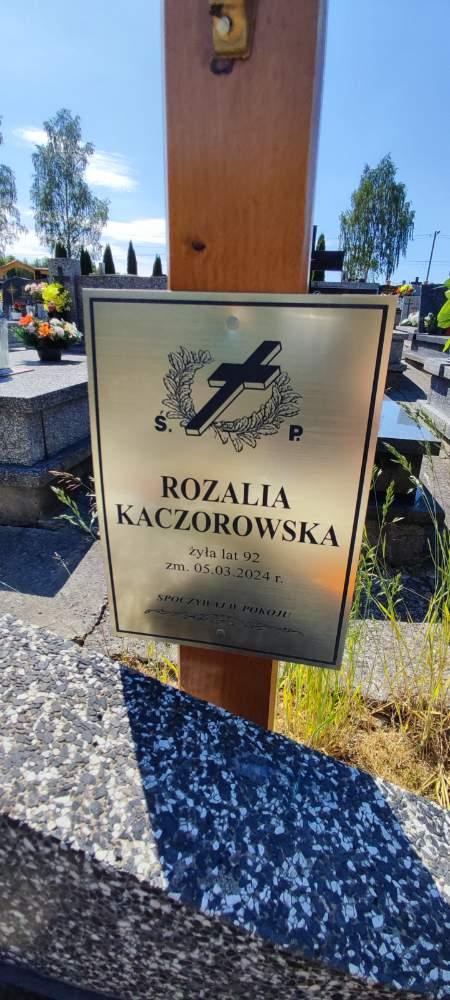 Ś. P.
ROZALIA
KACZOROWSKA
żyła lat 92
zm. 05.03.2024 r.
SPOCZYWAJ W POKOJU